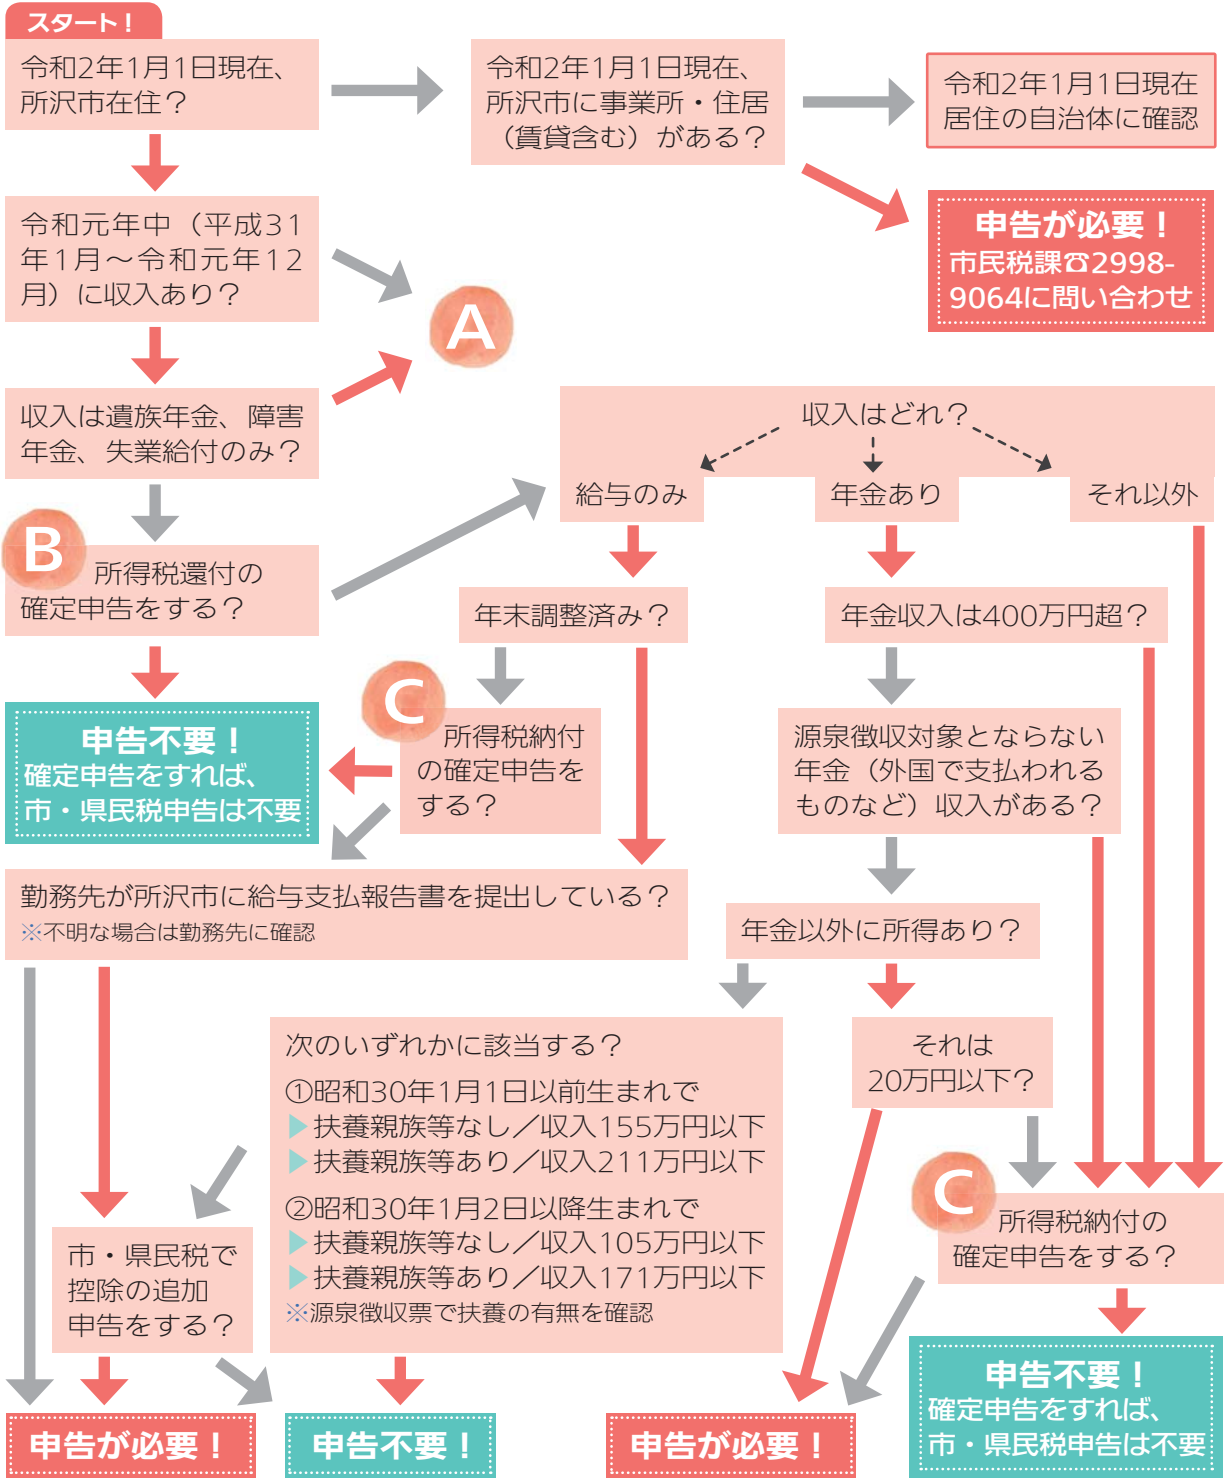 スタート！
令和2年1月1日現在、
所沢市在住？
令和2年1月1日現在、
所沢市に事業所・住居
（賃貸含む）がある？
令和2年1月1日現在
居住の自治体に確認
申告が必要！
市民税課☎2998-
9064に問い合わせ
令和元年中（平成31
年1月～令和元年12
月）に収入あり？
A
収入は遺族年金、障害
年金、失業給付のみ？
収入はどれ？
給与のみ
年金あり
それ以外
B
所得税還付の
確定申告をする？
年末調整済み？
年金収入は400万円超？
申告不要！
確定申告をすれば、
市・県民税申告は不要
C
所得税納付
の確定申告を
する？
源泉徴収対象とならない
年金（外国で支払われる
ものなど）収入がある？
勤務先が所沢市に給与支払報告書を提出している？
※不明な場合は勤務先に確認
年金以外に所得あり？
次のいずれかに該当する？
①昭和30年1月1日以前生まれで
▶扶養親族等なし／収入155万円以下
▶扶養親族等あり／収入211万円以下
②昭和30年1月2日以降生まれで
▶扶養親族等なし／収入105万円以下
▶扶養親族等あり／収入171万円以下
※源泉徴収票で扶養の有無を確認
それは
20万円以下？
C
所得税納付の
確定申告をする？
市・県民税で
控除の追加
申告をする？
申告不要！
確定申告をすれば、
市・県民税申告は不要
申告が必要！
申告不要！
申告が必要！